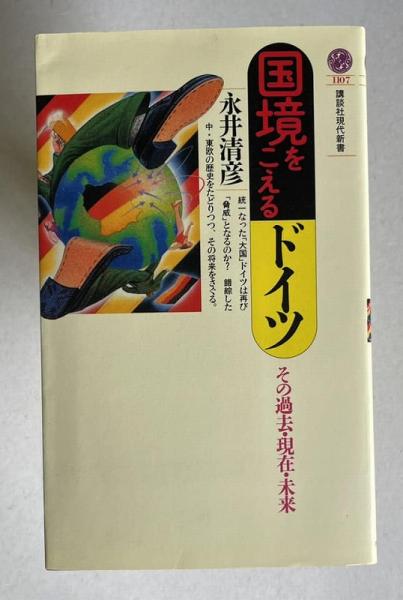 1107
講談社現代新書
国境をこえる
ドイツ
その過去・現在・未来
永井清彦
統一なった「大国」ドイツは再び
「脅威」となるのか? 錯綜した
中・東欧の歴史をたどりつつ、その将来をさぐる。